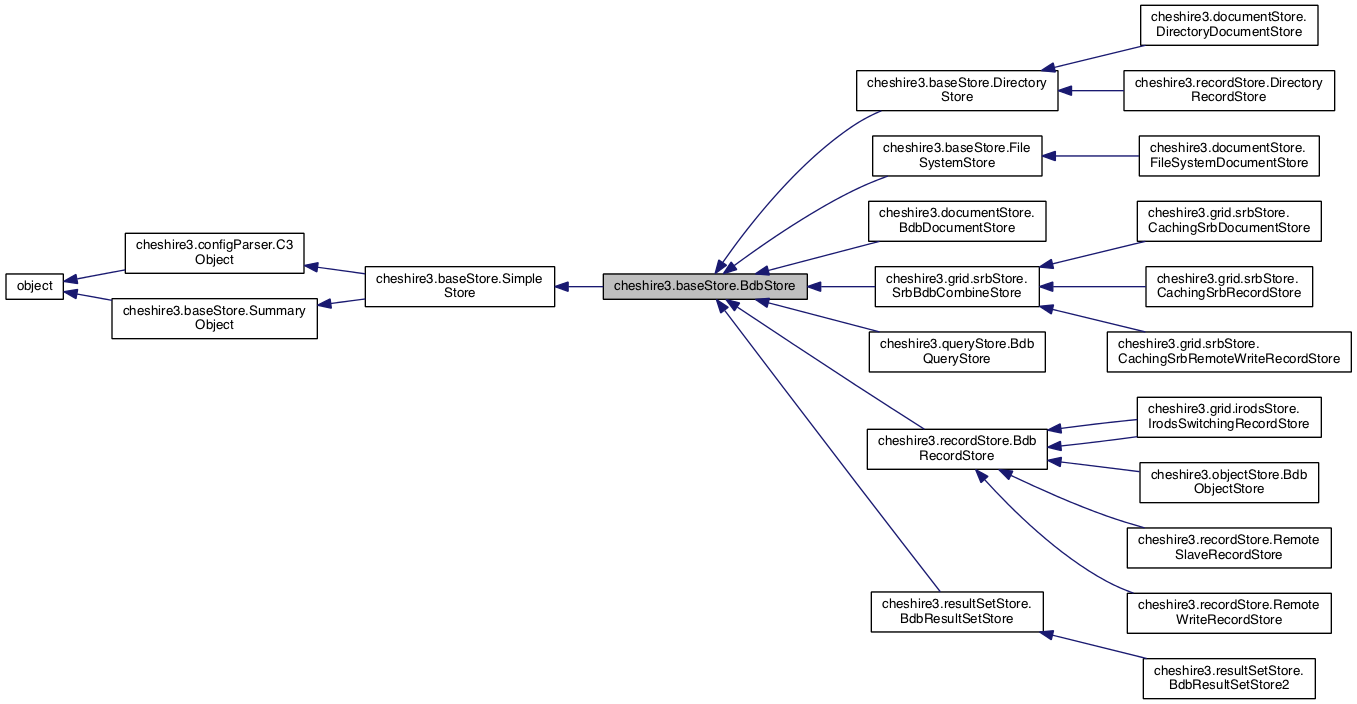 object
cheshire3.configParser.C3
Object
cheshire3.baseStore.Summary
Object
cheshire3.baseStore.Simple
Store
cheshire3.baseStore.BdbStore
cheshire3.baseStore.Directory
Store
cheshire3.baseStore.File
SystemStore
cheshire3.documentStore.
BdbDocumentStore
cheshire3.grid.srbStore.
SrbBdbCombineStore
cheshire3.queryStore.Bdb
QueryStore
cheshire3.recordStore.Bdb
RecordStore
cheshire3.resultSetStore.
BdbResultSetStore
cheshire3.documentStore.
DirectoryDocumentStore
cheshire3.recordStore.Directory
RecordStore
cheshire3.documentStore.
FileSystemDocumentStore
cheshire3.grid.srbStore.
CachingSrbDocumentStore
cheshire3.grid.srbStore.
CachingSrbRecordStore
cheshire3.grid.srbStore.
CachingSrbRemoteWriteRecordStore
cheshire3.grid.irodsStore.
IrodsSwitchingRecordStore
cheshire3.objectStore.Bdb
ObjectStore
cheshire3.recordStore.Remote
SlaveRecordStore
cheshire3.recordStore.Remote
WriteRecordStore
cheshire3.resultSetStore.
BdbResultSetStore2